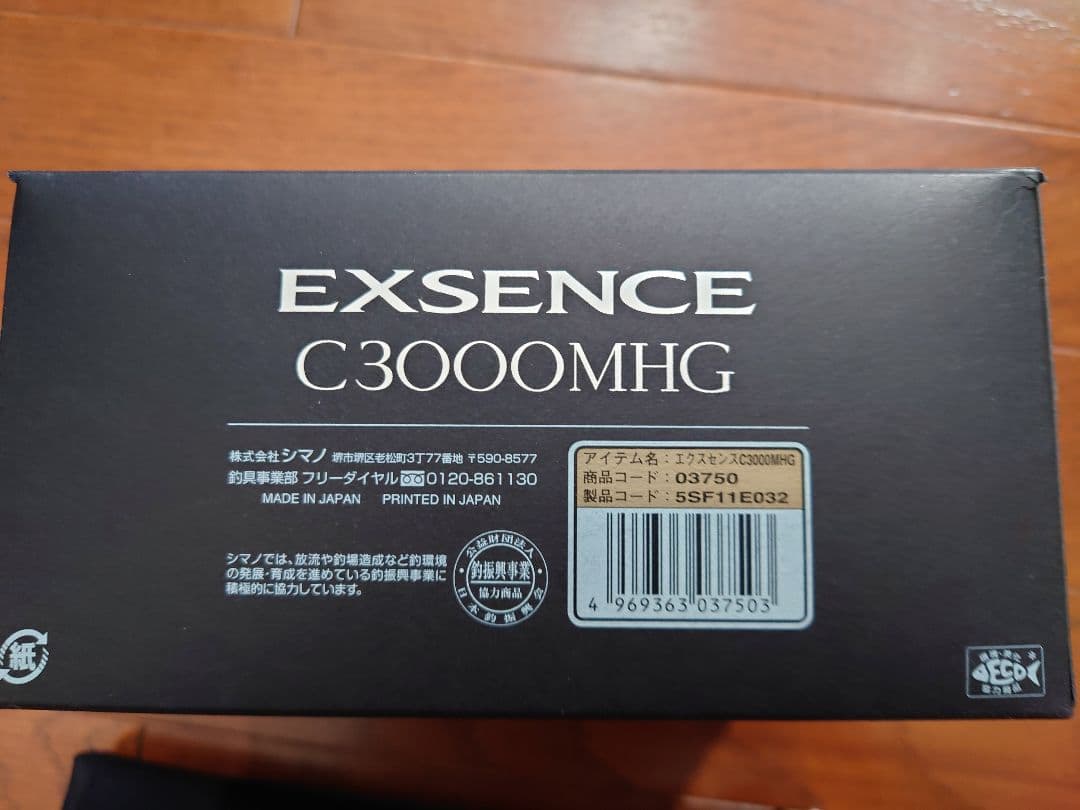 EXSENCE
C3000MHG
株式会社 シマノ 堺市堺区老松町3丁77番地 〒590-8577
釣具事業部 フリーダイヤル 0120-861130
MADE IN JAPAN PRINTED IN JAPAN
アイテム名：エクスセンスC3000MHG
商品コード：03750
製品コード：5SF11E032
シマノでは、放流や釣場造成など釣環境
の発展・育成を進めている釣振興事業に
積極的に協力しています。
公益財団法人
釣振興事業
協力商品
日本釣振興会
4 969363 037503
紙
ECO